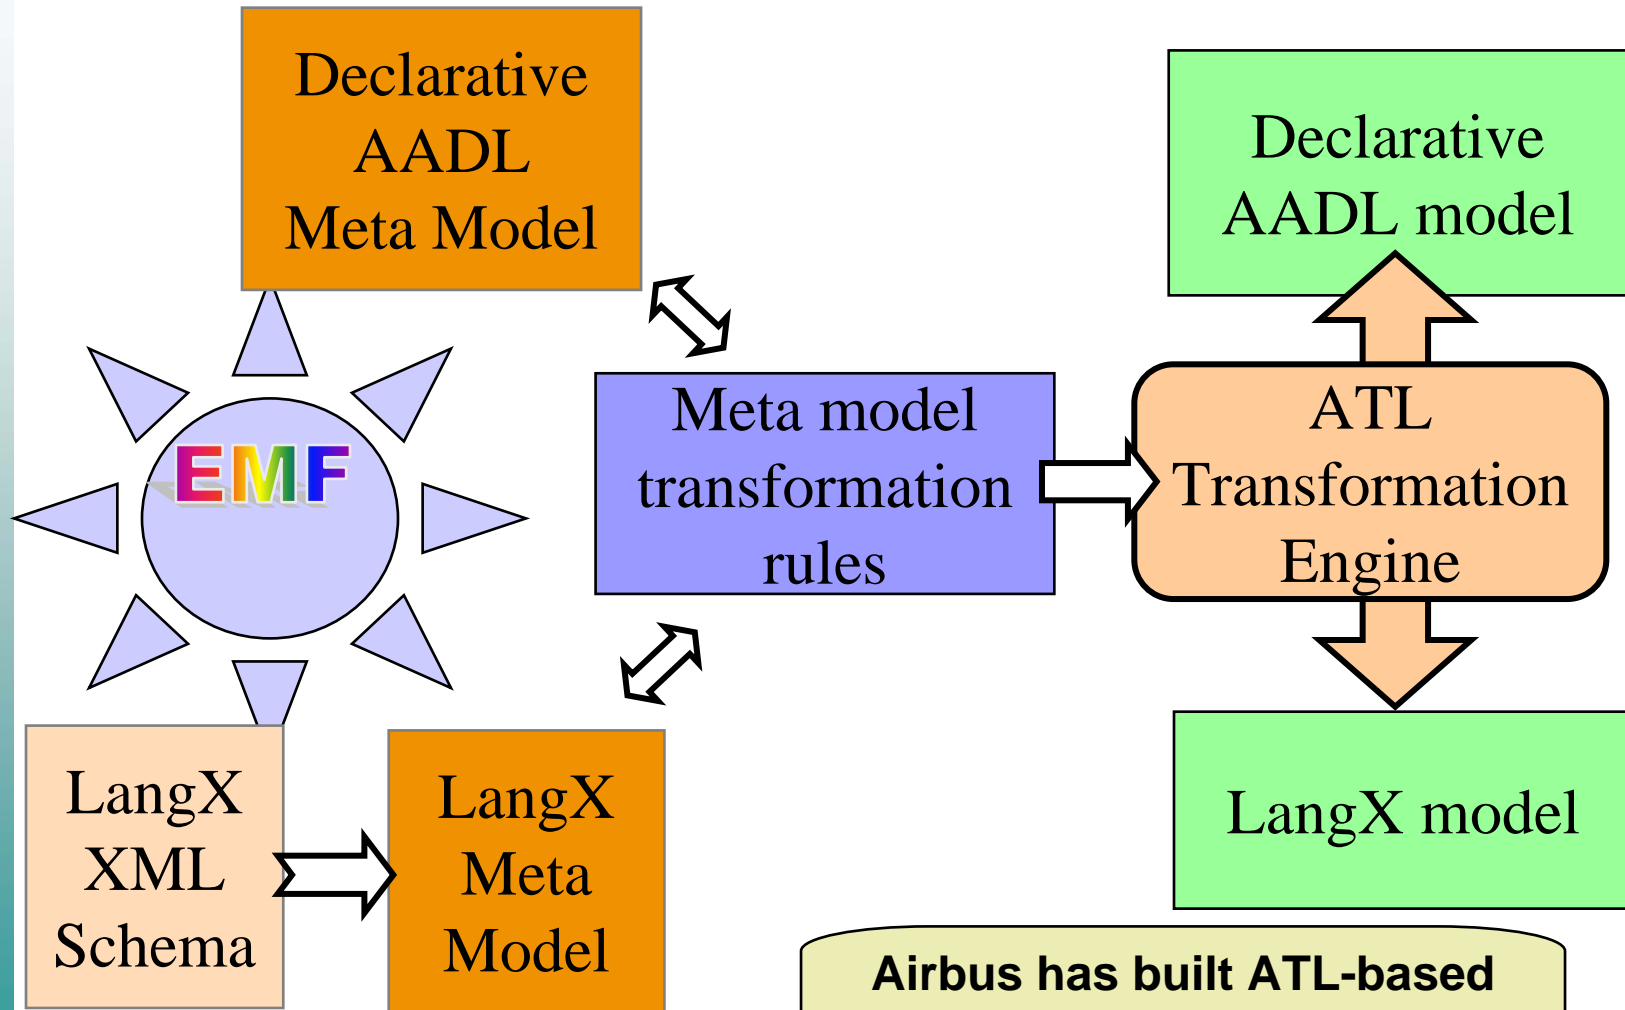 Declarative
AADL
Meta Model
Declarative
AADL model
EMF
Meta model
transformation
rules
ATL
Transformation
Engine
LangX
XML
Schema
LangX
Meta
Model
LangX model
Airbus has built ATL-based